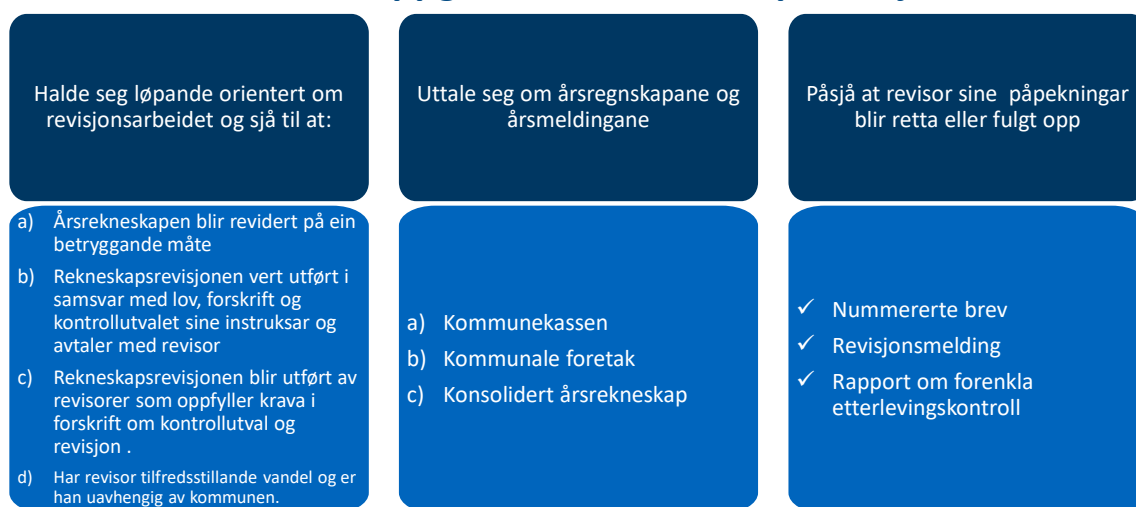 Halde seg løpande orientert om
revisjonsarbeidet og sjå til at:
a) Årsrekneskapen blir revidert på ein
betryggande måte
b) Rekneskapsrevisjonen vert utført i
samsvar med lov, forskrift og
kontrollutvalet sine instruksar og
avtaler med revisor
c) Rekneskapsrevisjonen blir utført av
revisorer som oppfyller krava i
forskrift om kontrollutval og
revisjon .
d) Har revisor tilfredsstillande vandel og er
han uavhengig av kommunen.
Uttale seg om årsregnskapane og
årsmeldingane
a) Kommunekassen
b) Kommunale foretak
c) Konsolidert årsrekneskap
Påsjå at revisor sine påpekningar
blir retta eller fulgt opp
✓ Nummererte brev
✓ Revisjonsmelding
✓ Rapport om forenkla
etterlevingskontroll